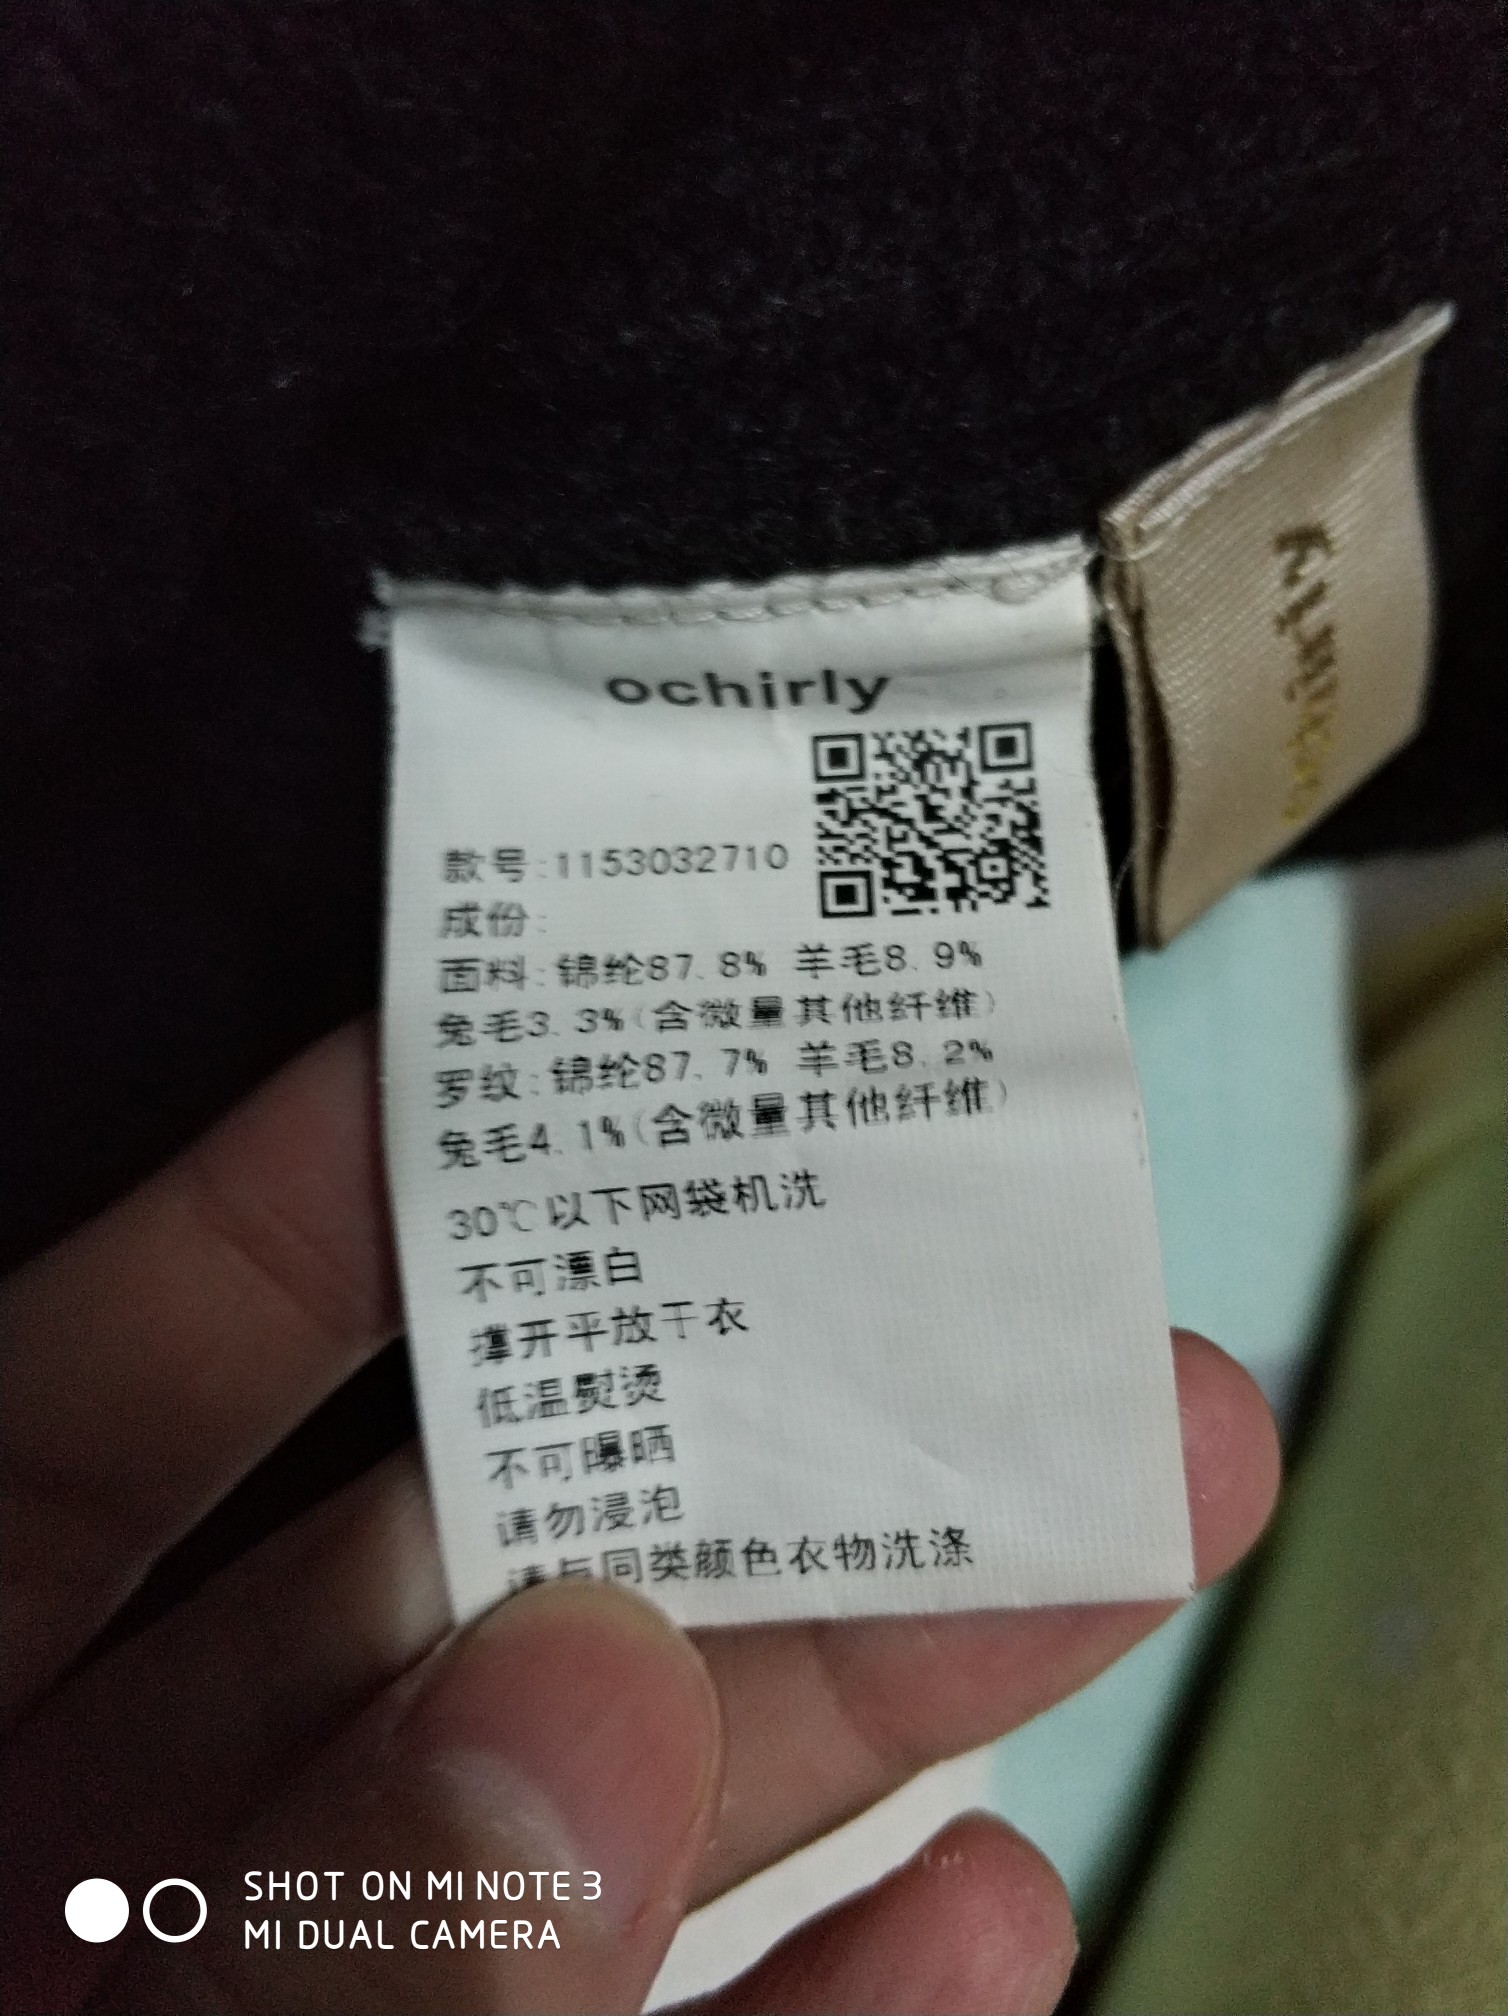 ochirly
款号:1153032710
成份:
面料:锦纶87.8% 羊毛8.9%
兔毛3.3%(含微量其他纤维)
罗纹:锦纶87.7% 羊毛8.2%
兔毛4.1%(含微量其他纤维)
30℃以下网袋机洗
不可漂白
撑开平放干衣
低温熨烫
不可曝晒
请勿浸泡
请与同类颜色衣物洗涤
ochirly
SHOT ON MI NOTE 3
MI DUAL CAMERA